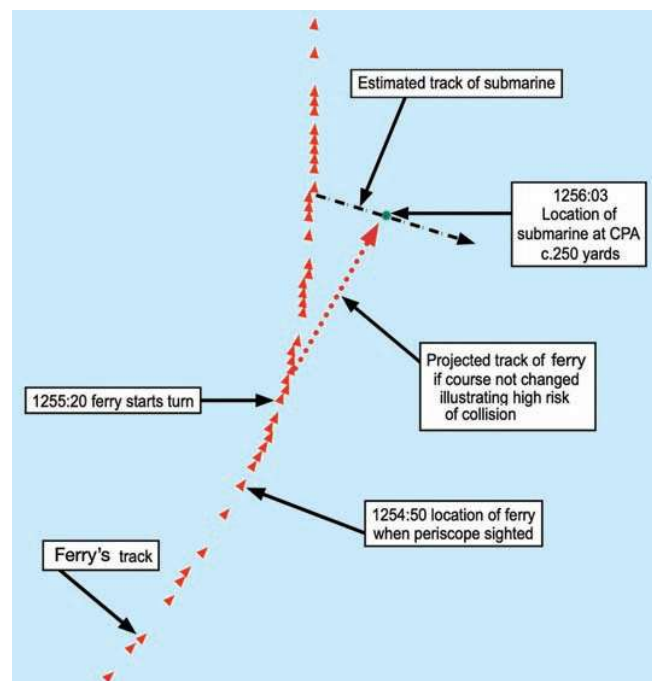 Estimated track of submarine
1256:03
Location of
submarine at CPA
c.250 yards
Projected track of ferry
if course not changed
illustrating high risk
of collision
1255:20 ferry starts turn
1254:50 location of ferry
when periscope sighted
Ferry's track